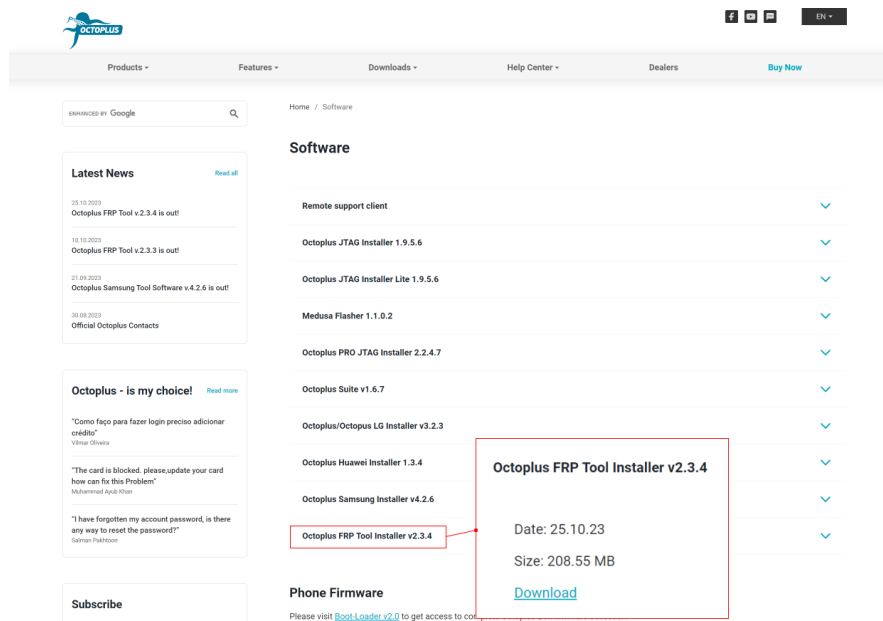 OCTOPLUS
EN
Products
Features
Downloads
Help Center
Dealers
Buy Now
ENHANCED BY Google
Home / Software
Software
Latest News
Read all
25.10.2023
Octoplus FRP Tool v.2.3.4 is out!
10.10.2023
Octoplus FRP Tool v.2.3.3 is out!
21.09.2023
Octoplus Samsung Tool Software v.4.2.6 is out!
30.08.2023
Official Octoplus Contacts
Octoplus - is my choice!
Read more
"Como faço para fazer login preciso adicionar
crédito"
Vilmar Oliveira
"The card is blocked. please,update your card
how can fix this Problem"
Muhammad Ayub Khan
"I have forgotten my account password, is there
any way to reset the password?"
Salman Pakhtoon
Subscribe
Remote support client
Octoplus JTAG Installer 1.9.5.6
Octoplus JTAG Installer Lite 1.9.5.6
Medusa Flasher 1.1.0.2
Octoplus PRO JTAG Installer 2.2.4.7
Octoplus Suite v1.6.7
Octoplus/Octopus LG Installer v3.2.3
Octoplus Huawei Installer 1.3.4
Octoplus Samsung Installer v4.2.6
Octoplus FRP Tool Installer v2.3.4
Octoplus FRP Tool Installer v2.3.4
Date: 25.10.23
Size: 208.55 MB
Download
Phone Firmware
Please visit Boot-Loader v2.0 to get access to